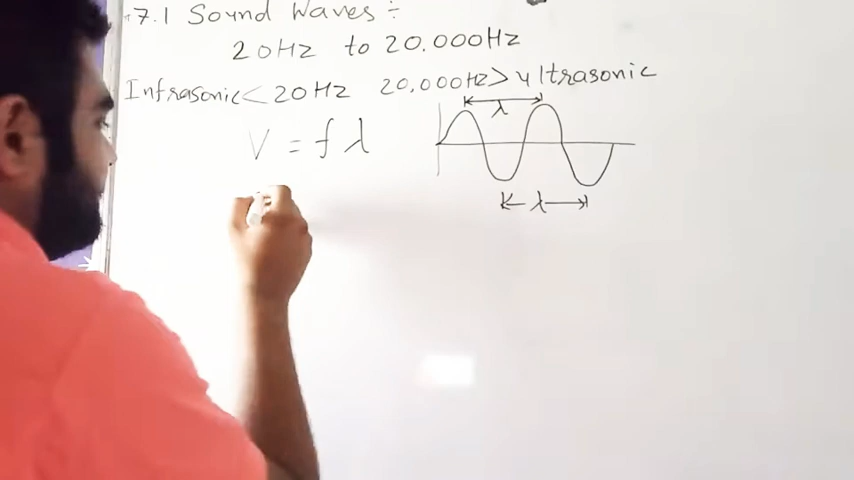 7.1 Sound Waves ÷
20Hz to 20.000Hz
Infrasonic < 20Hz 20,000Hz > ultrasonic
λ
V = f λ
λ